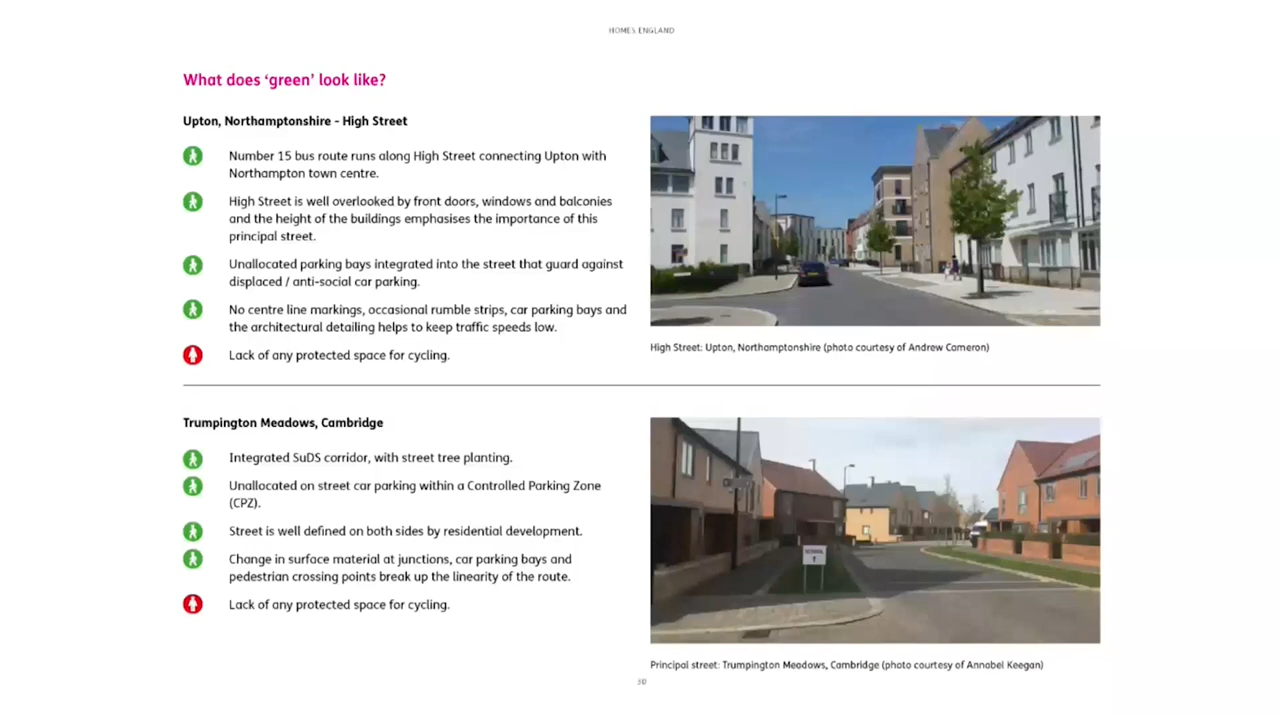 HOMES ENGLAND
What does ‘green’ look like?
Upton, Northamptonshire - High Street
Number 15 bus route runs along High Street connecting Upton with
Northampton town centre.
High Street is well overlooked by front doors, windows and balconies
and the height of the buildings emphasises the importance of this
principal street.
Unallocated parking bays integrated into the street that guard against
displaced / anti-social car parking.
No centre line markings, occasional rumble strips, car parking bays and
the architectural detailing helps to keep traffic speeds low.
Lack of any protected space for cycling.
High Street: Upton, Northamptonshire (photo courtesy of Andrew Cameron)
Trumpington Meadows, Cambridge
Integrated SuDS corridor, with street tree planting.
Unallocated on street car parking within a Controlled Parking Zone
(CPZ).
Street is well defined on both sides by residential development.
Change in surface material at junctions, car parking bays and
pedestrian crossing points break up the linearity of the route.
Lack of any protected space for cycling.
SCHOOL
Principal street: Trumpington Meadows, Cambridge (photo courtesy of Annabel Keegan)
30